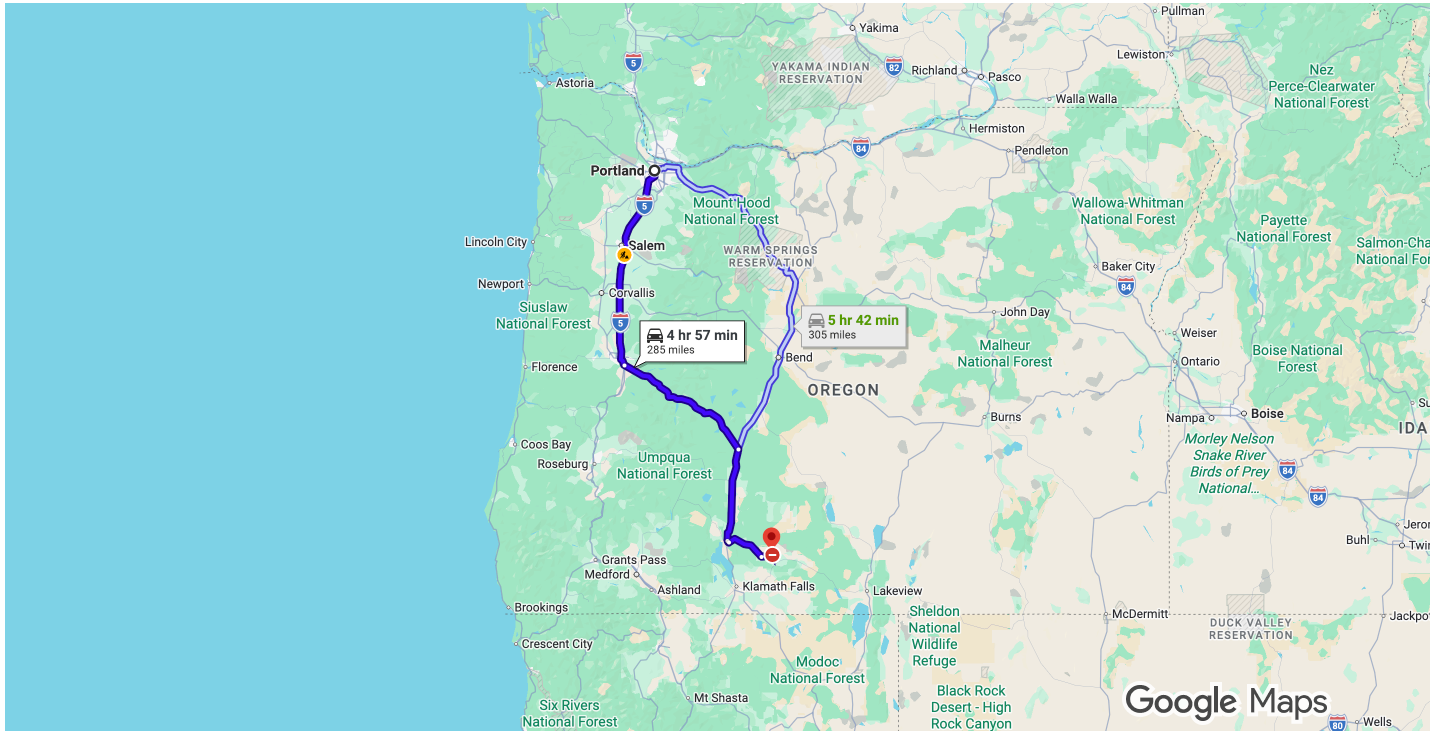 Pullman
Yakima
5
YAKAMA INDIAN
RESERVATION
82
Richland
Pasco
Lewiston
Nez
Perce-Clearwater
National Forest
Astoria
Walla Walla
Hermiston
84
Pendleton
Portland
5
Mount Hood
National Forest
Wallowa-Whitman
National Forest
Payette
National Forest
Lincoln City
Salem
WARM SPRINGS
RESERVATION
Salmon-Cha
National For
Baker City
84
Newport
Corvallis
Siuslaw
National Forest
5
4 hr 57 min
285 miles
5 hr 42 min
305 miles
John Day
Malheur
National Forest
Weiser
Ontario
Boise National
Forest
Florence
Bend
OREGON
Burns
Nampa
Boise
Su
IDA
Coos Bay
Roseburg
Umpqua
National Forest
Morley Nelson
Snake River
Birds of Prey
National...
84
84
Jeron
Buhl
Twin
Grants Pass
Medford
Ashland
Klamath Falls
Lakeview
Brookings
McDermitt
Jackpo
Sheldon
National
Wildlife
Refuge
DUCK VALLEY
RESERVATION
Crescent City
Modoc
National Forest
Mt Shasta
Six Rivers
National Forest
Black Rock
Desert - High
Rock Canyon
Google Maps
80
Wells